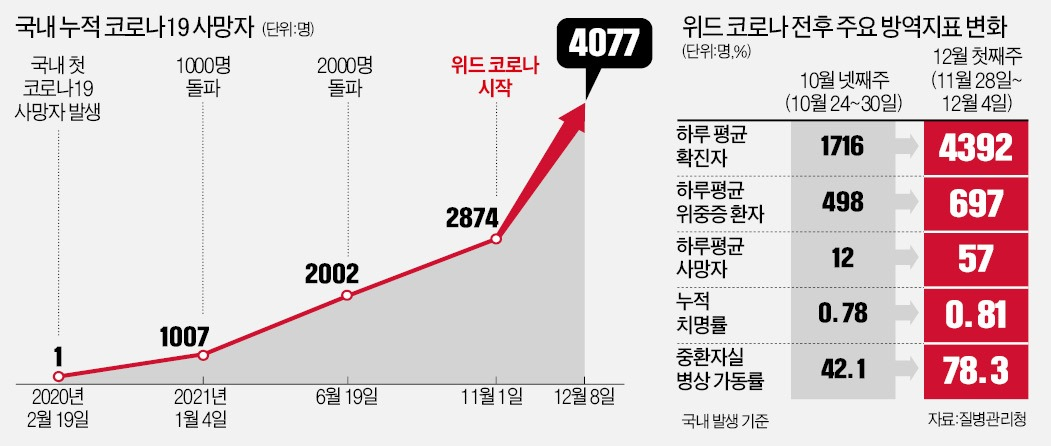 국내 누적 코로나19 사망자 (단위:명)
국내 첫
코로나19
사망자 발생
1000명
돌파
2000명
돌파
위드 코로나
시작
4077
2874
2002
1007
1
2020년
2월 19일
2021년
1월 4일
6월 19일
11월 1일
12월 8일
위드 코로나 전후 주요 방역지표 변화
(단위:명,%)
10월 넷째주
(10월 24~30일)
12월 첫째주
(11월 28일~
12월 4일)
하루 평균
확진자
1716
4392
하루평균
위중증 환자
498
697
하루평균
사망자
12
57
누적
치명률
0.78
0.81
중환자실
병상 가동률
42.1
78.3
국내 발생 기준
자료:질병관리청